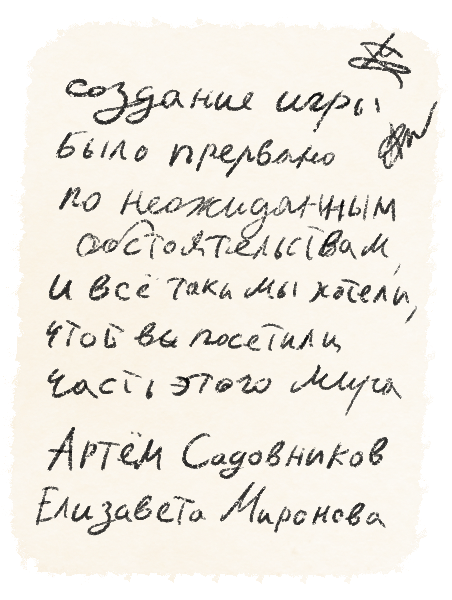 создание игры
было прервано
по неожиданным
обстоятельствам,
и всё таки мы хотели,
чтоб вы посетили
часть этого мира
Артём Садовников
Елизавета Миронова